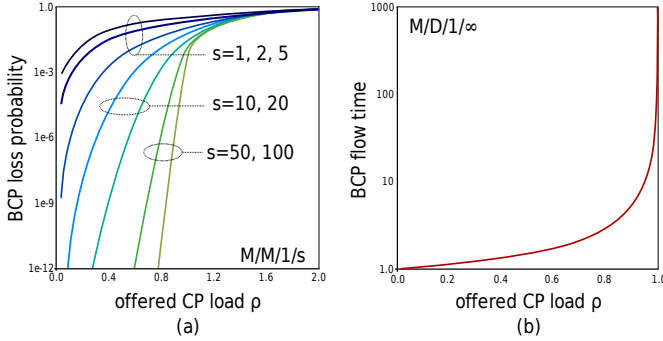 1.0
1e-3
1e-6
1e-9
1e-12
BCP loss probability
s=1, 2, 5
s=10, 20
s=50, 100
M/M/1/s
0.0 0.4 0.8 1.2 1.6 2.0
offered CP load ρ
(a)
1000
100
10
1.0
BCP flow time
M/D/1/∞
0.0 0.2 0.4 0.6 0.8 1.0
offered CP load ρ
(b)